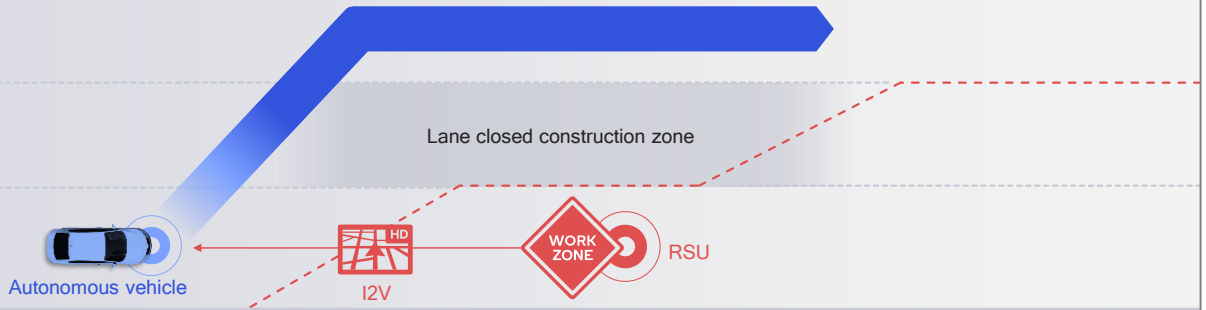 Lane closed construction zone
HD
WORK
ZONE
RSU
Autonomous vehicle
I2V